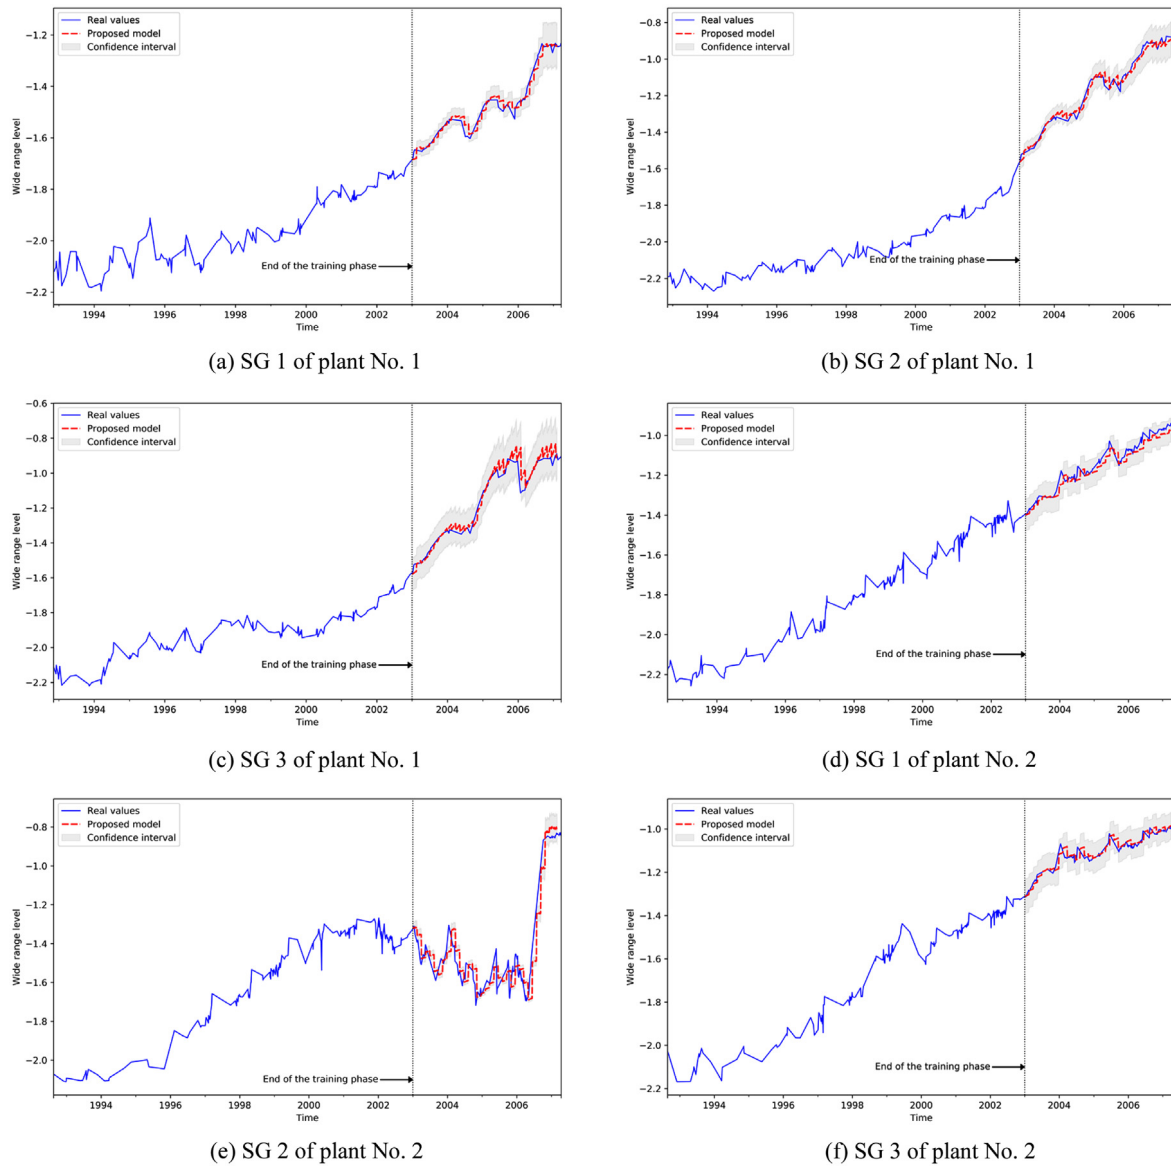 Real values
Proposed model
Confidence interval
−1.2
−1.4
−1.6
−1.8
−2.0
−2.2
Wide range level
End of the training phase
1994 1996 1998 2000 2002 2004 2006
Time
(a) SG 1 of plant No. 1
Real values
Proposed model
Confidence interval
−0.8
−1.0
−1.2
−1.4
−1.6
−1.8
−2.0
−2.2
Wide range level
End of the training phase
1994 1996 1998 2000 2002 2004 2006
Time
(b) SG 2 of plant No. 1
Real values
Proposed model
Confidence interval
−0.6
−0.8
−1.0
−1.2
−1.4
−1.6
−1.8
−2.0
−2.2
Wide range level
End of the training phase
1994 1996 1998 2000 2002 2004 2006
Time
(c) SG 3 of plant No. 1
Real values
Proposed model
Confidence interval
−1.0
−1.2
−1.4
−1.6
−1.8
−2.0
−2.2
Wide range level
End of the training phase
1994 1996 1998 2000 2002 2004 2006
Time
(d) SG 1 of plant No. 2
Real values
Proposed model
Confidence interval
−0.8
−1.0
−1.2
−1.4
−1.6
−1.8
−2.0
Wide range level
End of the training phase
1994 1996 1998 2000 2002 2004 2006
Time
(e) SG 2 of plant No. 2
Real values
Proposed model
Confidence interval
−1.0
−1.2
−1.4
−1.6
−1.8
−2.0
−2.2
Wide range level
End of the training phase
1994 1996 1998 2000 2002 2004 2006
Time
(f) SG 3 of plant No. 2